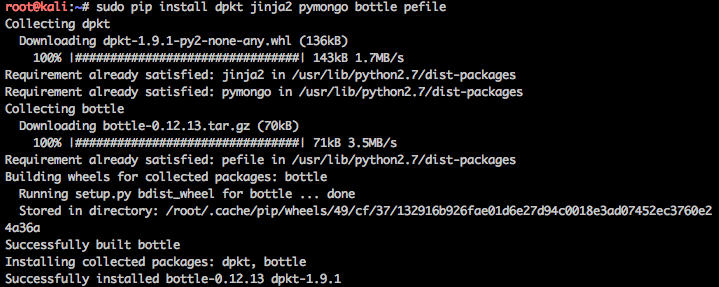 root@kali:~# sudo pip install dpkt jinja2 pymongo bottle pefile
Collecting dpkt
  Downloading dpkt-1.9.1-py2-none-any.whl (136kB)
    100% |################################| 143kB 1.7MB/s
Requirement already satisfied: jinja2 in /usr/lib/python2.7/dist-packages
Requirement already satisfied: pymongo in /usr/lib/python2.7/dist-packages
Collecting bottle
  Downloading bottle-0.12.13.tar.gz (70kB)
    100% |################################| 71kB 3.5MB/s
Requirement already satisfied: pefile in /usr/lib/python2.7/dist-packages
Building wheels for collected packages: bottle
  Running setup.py bdist_wheel for bottle ... done
  Stored in directory: /root/.cache/pip/wheels/49/cf/37/132916b926fae01d6e27d94c0018e3ad07452ec3760e2
4a36a
Successfully built bottle
Installing collected packages: dpkt, bottle
Successfully installed bottle-0.12.13 dpkt-1.9.1